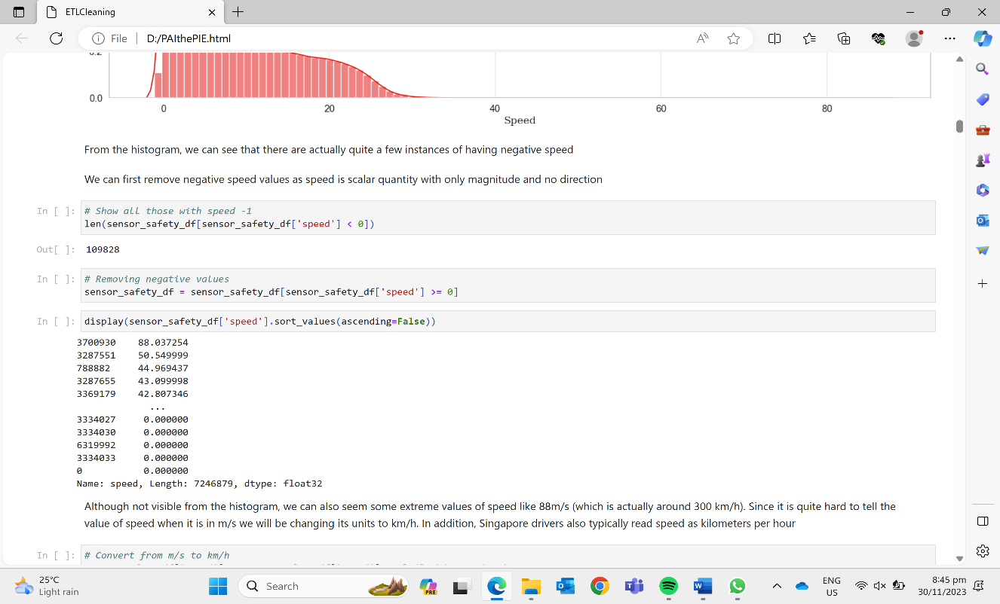 ETLCleaning
File
D:/PAIthePIE.html
0.0
0
20
40
60
80
Speed
From the histogram, we can see that there are actually quite a few instances of having negative speed
We can first remove negative speed values as speed is scalar quantity with only magnitude and no direction
In [ ]:
# Show all those with speed -1
len(sensor_safety_df[sensor_safety_df['speed'] < 0])
Out[ ]:
109828
In [ ]:
# Removing negative values
sensor_safety_df = sensor_safety_df[sensor_safety_df['speed'] >= 0]
In [ ]:
display(sensor_safety_df['speed'].sort_values(ascending=False))
3700930 88.037254
3287551 50.549999
788882 44.969437
3287655 43.099998
3369179 42.807346
...
3334027 0.000000
3334030 0.000000
6319992 0.000000
3334033 0.000000
0 0.000000
Name: speed, Length: 7246879, dtype: float32
Although not visible from the histogram, we can also seem some extreme values of speed like 88m/s (which is actually around 300 km/h). Since it is quite hard to tell the
value of speed when it is in m/s we will be changing its units to km/h. In addition, Singapore drivers also typically read speed as kilometers per hour
In [ ]:
# Convert from m/s to km/h
25°C
Light rain
Search
PRE
ENG
US
8:45 pm
30/11/2023